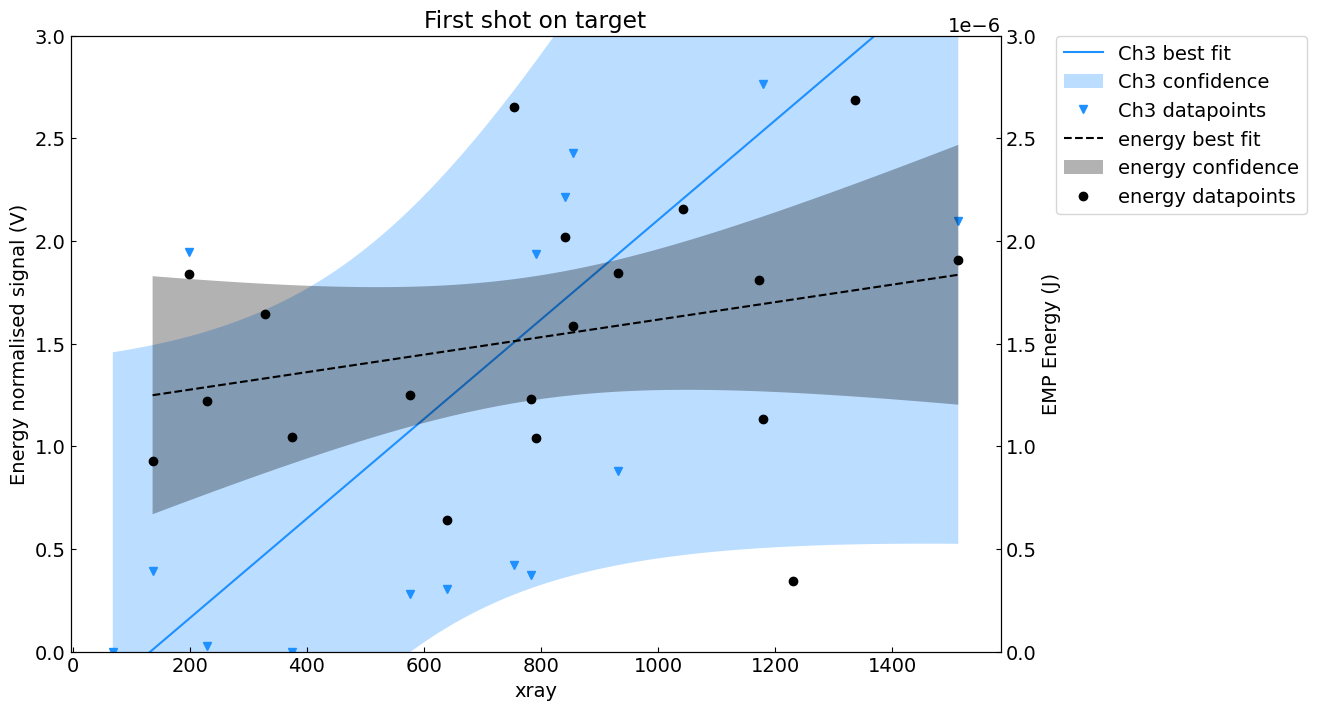 First shot on target
1e−6
3.0
2.5
2.0
1.5
1.0
0.5
0.0
Energy normalised signal (V)
0
200
400
600
800
1000
1200
1400
xray
3.0
2.5
2.0
1.5
1.0
0.5
0.0
EMP Energy (J)
Ch3 best fit
Ch3 confidence
Ch3 datapoints
energy best fit
energy confidence
energy datapoints